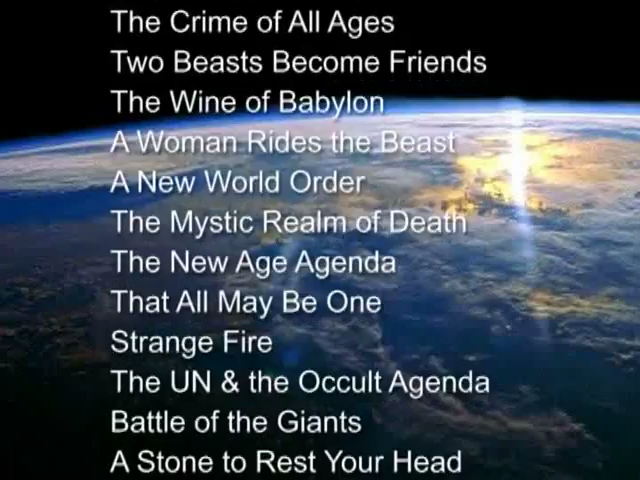 The Crime of All Ages
Two Beasts Become Friends
The Wine of Babylon
A Woman Rides the Beast
A New World Order
The Mystic Realm of Death
The New Age Agenda
That All May Be One
Strange Fire
The UN & the Occult Agenda
Battle of the Giants
A Stone to Rest Your Head